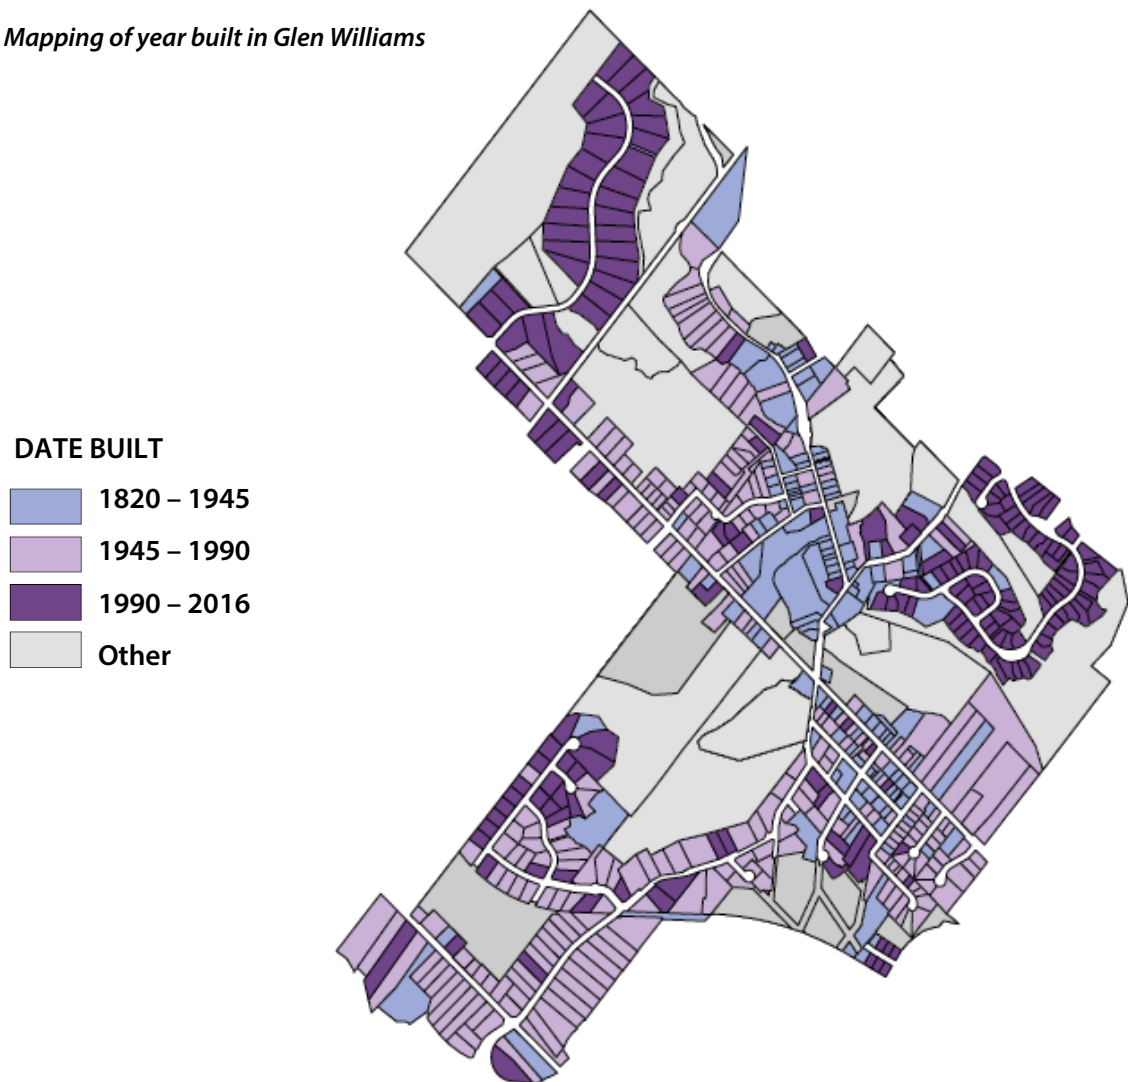 Mapping of year built in Glen Williams
DATE BUILT
1820 – 1945
1945 – 1990
1990 – 2016
Other